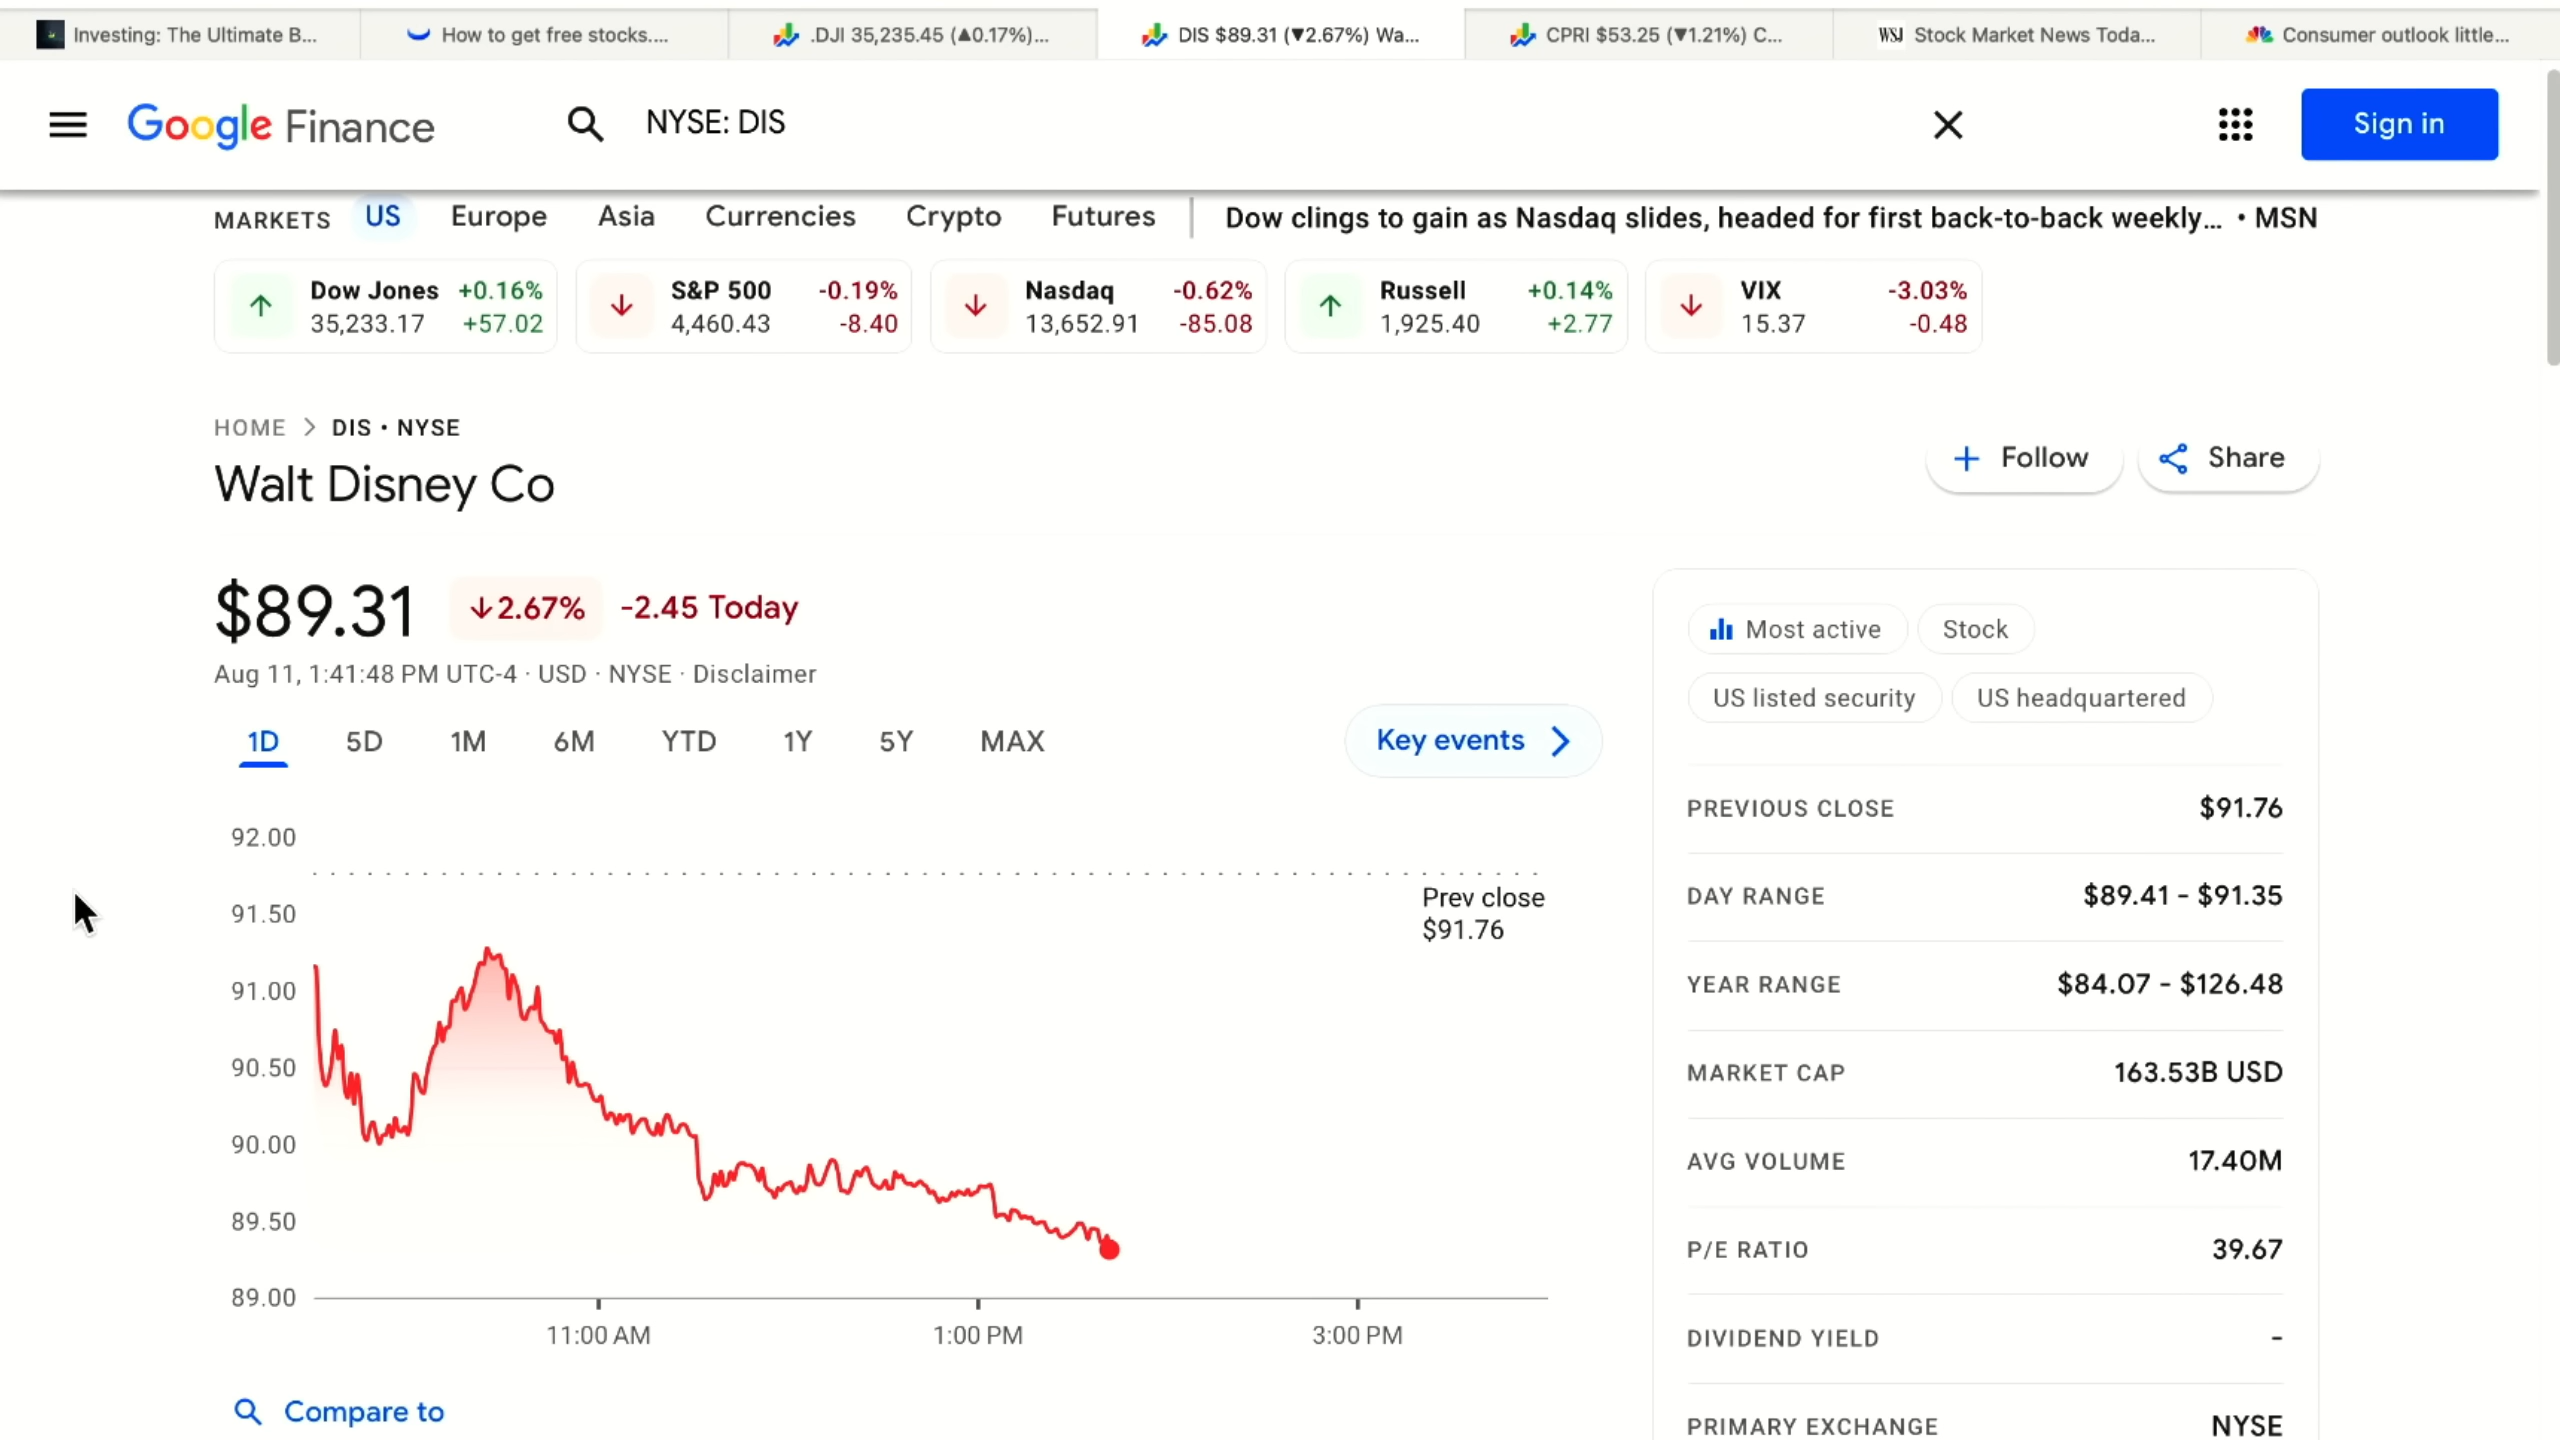 Investing: The Ultimate B...
How to get free stocks....
.DJI 35,235.45 (▲0.17%)...
DIS $89.31 (▼2.67%) Wa...
CPRI $53.25 (▼1.21%) C...
WSJ Stock Market News Toda...
Consumer outlook little...
Google Finance
NYSE: DIS
Sign in
MARKETS US Europe Asia Currencies Crypto Futures
Dow clings to gain as Nasdaq slides, headed for first back-to-back weekly... • MSN
Dow Jones +0.16%
35,233.17 +57.02
S&P 500 -0.19%
4,460.43 -8.40
Nasdaq -0.62%
13,652.91 -85.08
Russell +0.14%
1,925.40 +2.77
VIX -3.03%
15.37 -0.48
HOME > DIS • NYSE
Walt Disney Co
+ Follow
Share
$89.31 ↓2.67% -2.45 Today
Aug 11, 1:41:48 PM UTC-4 · USD · NYSE · Disclaimer
1D 5D 1M 6M YTD 1Y 5Y MAX
Key events
92.00
91.50
91.00
90.50
90.00
89.50
89.00
Prev close
$91.76
11:00 AM 1:00 PM 3:00 PM
Compare to
Most active Stock
US listed security US headquartered
PREVIOUS CLOSE $91.76
DAY RANGE $89.41 - $91.35
YEAR RANGE $84.07 - $126.48
MARKET CAP 163.53B USD
AVG VOLUME 17.40M
P/E RATIO 39.67
DIVIDEND YIELD -
PRIMARY EXCHANGE NYSE